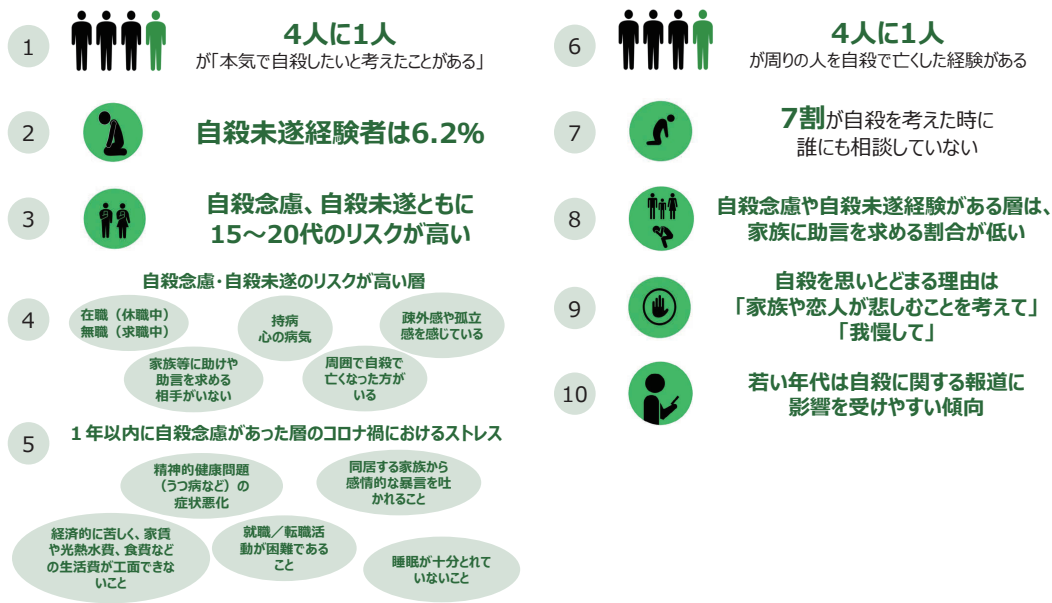 1
4人に1人
が「本気で自殺したいと考えたことがある」
2
自殺未遂経験者は6.2%
3
自殺念慮、自殺未遂ともに
15～20代のリスクが高い
自殺念慮・自殺未遂のリスクが高い層
4
在職（休職中）
無職（求職中）
持病
心の病気
疎外感や孤立
感を感じている
家族等に助けや
助言を求める
相手がいない
周囲で自殺で
亡くなった方が
いる
5
１年以内に自殺念慮があった層のコロナ禍におけるストレス
精神的健康問題
（うつ病など）の
症状悪化
同居する家族から
感情的な暴言を吐
かれること
経済的に苦しく、家賃
や光熱水費、食費など
の生活費が工面できな
いこと
就職／転職活
動が困難である
こと
睡眠が十分とれて
いないこと
6
4人に1人
が周りの人を自殺で亡くした経験がある
7
7割が自殺を考えた時に
誰にも相談していない
8
自殺念慮や自殺未遂経験がある層は、
家族に助言を求める割合が低い
9
自殺を思いとどまる理由は
「家族や恋人が悲しむことを考えて」
「我慢して」
10
若い年代は自殺に関する報道に
影響を受けやすい傾向